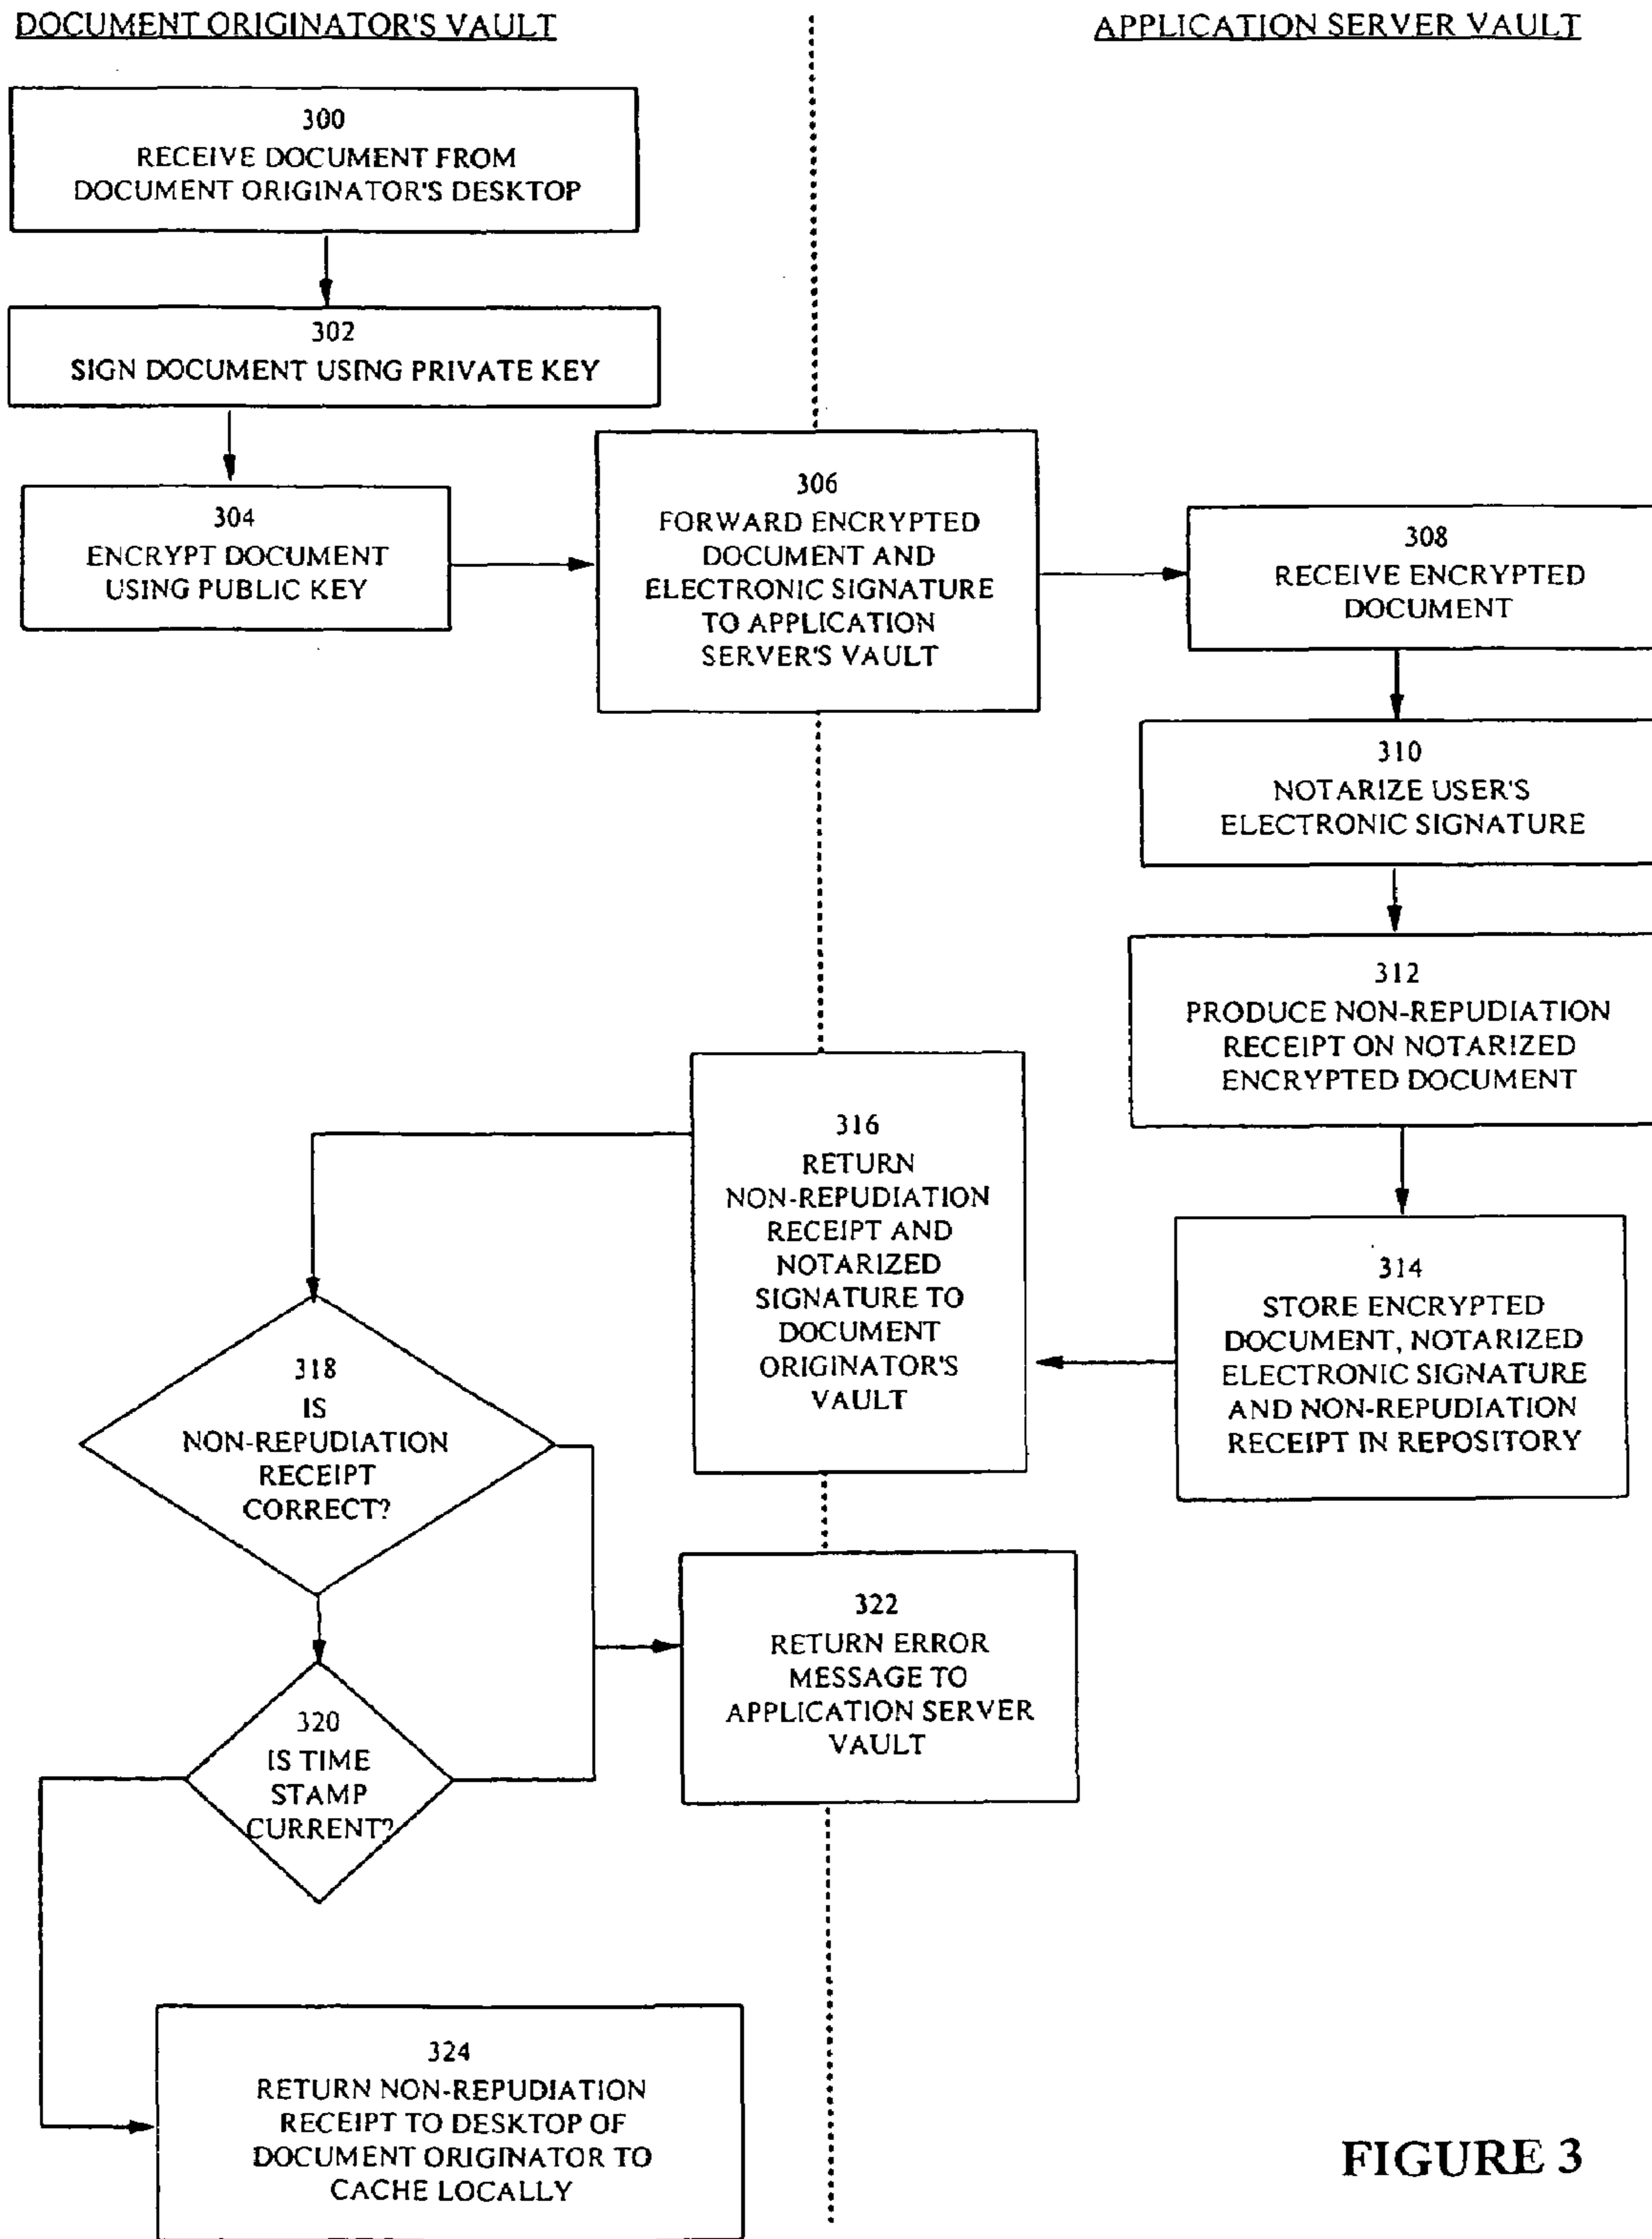 DOCUMENT ORIGINATOR'S VAULT
APPLICATION SERVER VAULT
300
RECEIVE DOCUMENT FROM
DOCUMENT ORIGINATOR'S DESKTOP
302
SIGN DOCUMENT USING PRIVATE KEY
304
ENCRYPT DOCUMENT
USING PUBLIC KEY
306
FORWARD ENCRYPTED
DOCUMENT AND
ELECTRONIC SIGNATURE
TO APPLICATION
SERVER'S VAULT
308
RECEIVE ENCRYPTED
DOCUMENT
310
NOTARIZE USER'S
ELECTRONIC SIGNATURE
312
PRODUCE NON-REPUDIATION
RECEIPT ON NOTARIZED
ENCRYPTED DOCUMENT
314
STORE ENCRYPTED
DOCUMENT, NOTARIZED
ELECTRONIC SIGNATURE
AND NON-REPUDIATION
RECEIPT IN REPOSITORY
316
RETURN
NON-REPUDIATION
RECEIPT AND
NOTARIZED
SIGNATURE TO
DOCUMENT
ORIGINATOR'S
VAULT
318
IS
NON-REPUDIATION
RECEIPT
CORRECT?
320
IS TIME
STAMP
CURRENT?
322
RETURN ERROR
MESSAGE TO
APPLICATION SERVER
VAULT
324
RETURN NON-REPUDIATION
RECEIPT TO DESKTOP OF
DOCUMENT ORIGINATOR TO
CACHE LOCALLY
FIGURE 3